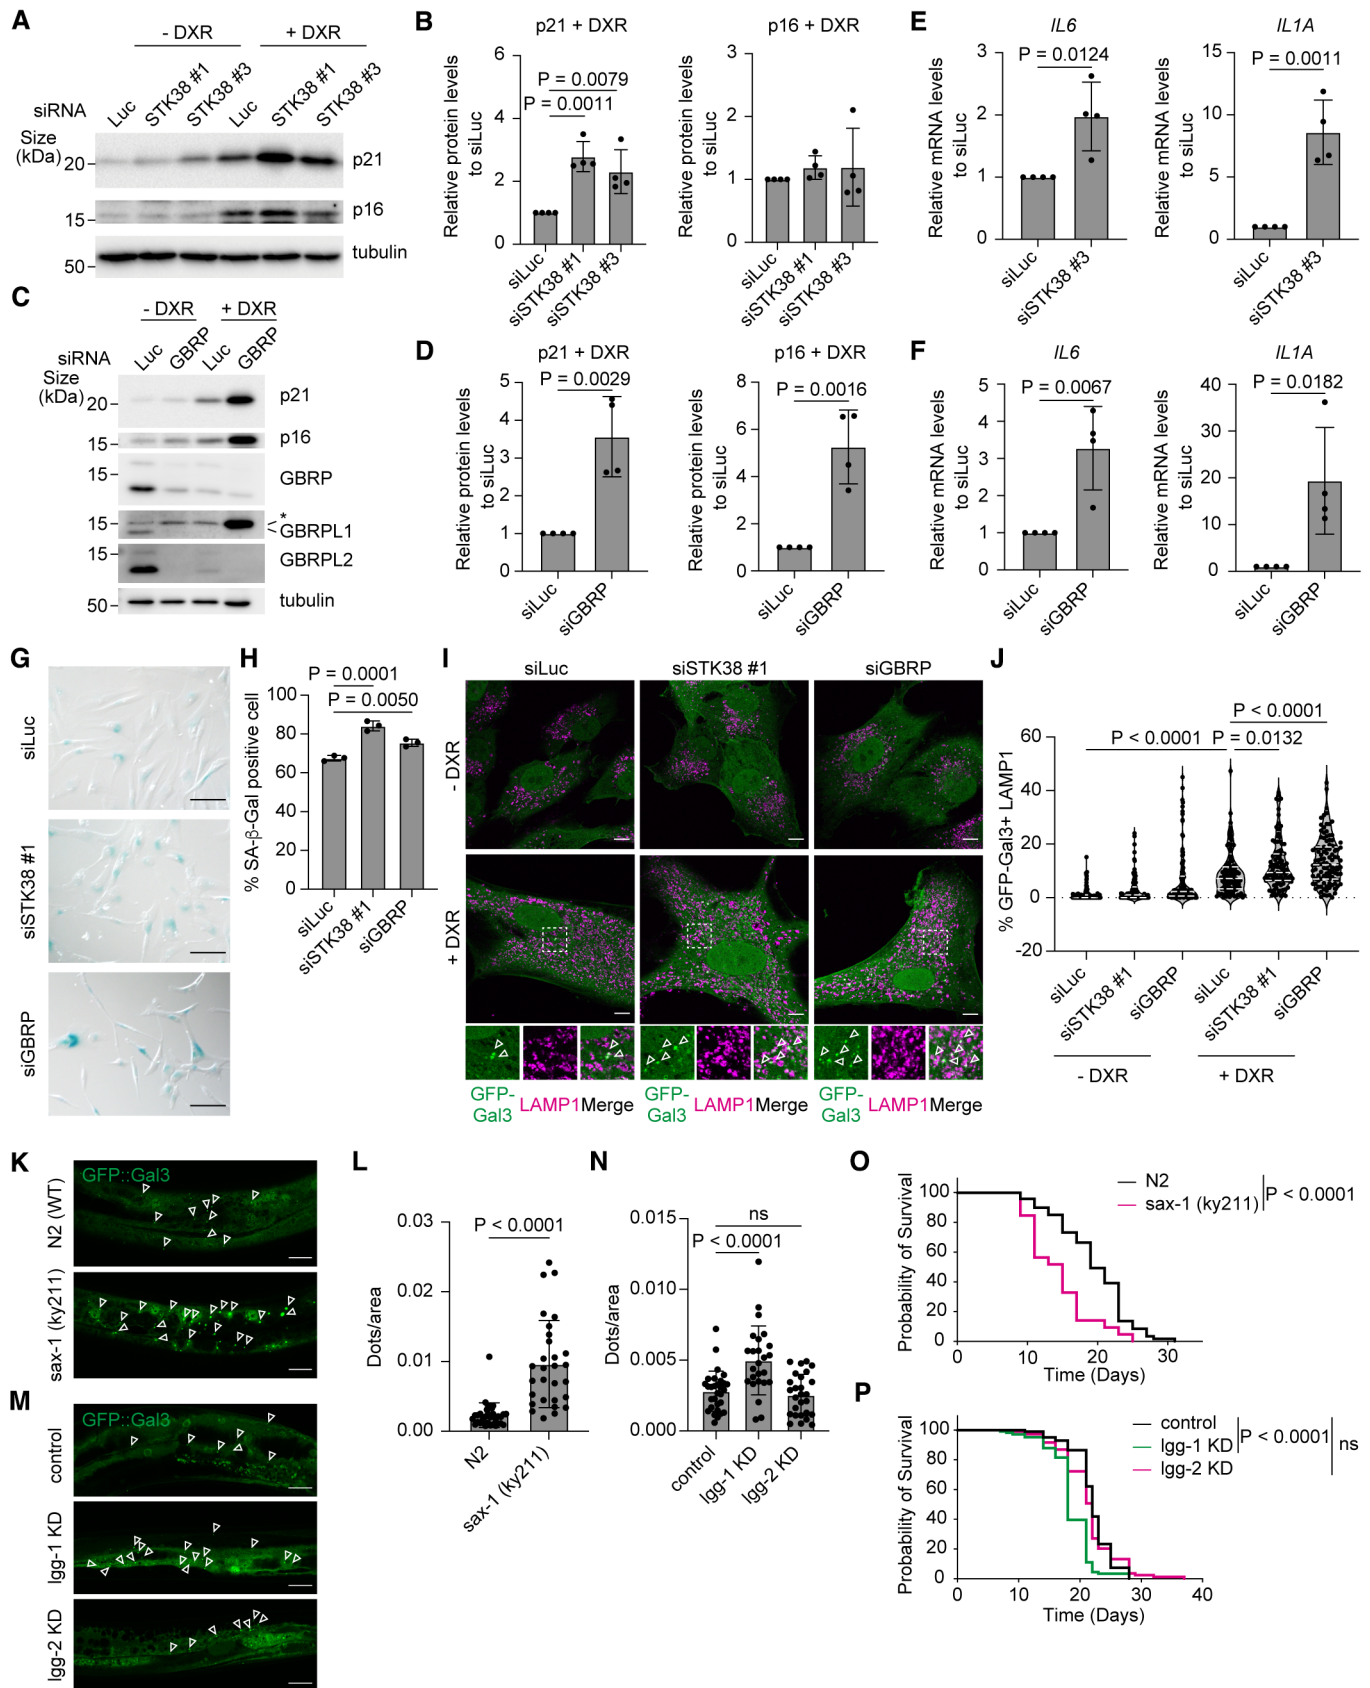 A
- DXR
+ DXR
siRNA
Luc
STK38 #1
STK38 #3
Luc
STK38 #1
STK38 #3
Size
(kDa)
20
p21
15
p16
50
tubulin
B
p21 + DXR
Relative protein levels
to siLuc
6
4
2
0
P = 0.0079
P = 0.0011
siLuc
siSTK38 #1
siSTK38 #3
p16 + DXR
Relative protein levels
to siLuc
3
2
1
0
siLuc
siSTK38 #1
siSTK38 #3
E
IL6
Relative mRNA levels
to siLuc
3
2
1
0
P = 0.0124
siLuc
siSTK38 #3
IL1A
Relative mRNA levels
to siLuc
15
10
5
0
P = 0.0011
siLuc
siSTK38 #3
C
- DXR
+ DXR
siRNA
Luc
GBRP
Luc
GBRP
Size
(kDa)
20
p21
15
p16
15
GBRP
15
*
GBRPL1
15
GBRPL2
50
tubulin
D
p21 + DXR
Relative protein levels
to siLuc
5
4
3
2
1
0
P = 0.0029
siLuc
siGBRP
p16 + DXR
Relative protein levels
to siLuc
8
6
4
2
0
P = 0.0016
siLuc
siGBRP
F
IL6
Relative mRNA levels
to siLuc
5
4
3
2
1
0
P = 0.0067
siLuc
siGBRP
IL1A
Relative mRNA levels
to siLuc
40
30
20
10
0
P = 0.0182
siLuc
siGBRP
G
siLuc
siSTK38 #1
siGBRP
H
% SA-β-Gal positive cell
100
80
60
40
20
0
P = 0.0001
P = 0.0050
siLuc
siSTK38 #1
siGBRP
I
siLuc
siSTK38 #1
siGBRP
- DXR
+ DXR
GFP-
Gal3
LAMP1
Merge
GFP-
Gal3
LAMP1
Merge
GFP-
Gal3
LAMP1
Merge
J
% GFP-Gal3+ LAMP1
60
40
20
0
-20
P < 0.0001
P < 0.0001
P = 0.0132
siLuc
siSTK38 #1
siGBRP
siLuc
siSTK38 #1
siGBRP
- DXR
+ DXR
K
GFP::Gal3
N2 (WT)
sax-1 (ky211)
L
Dots/area
0.03
0.02
0.01
0.00
P < 0.0001
N2
sax-1 (ky211)
M
GFP::Gal3
control
lgg-1 KD
lgg-2 KD
N
Dots/area
0.015
0.010
0.005
0.000
ns
P < 0.0001
control
lgg-1 KD
lgg-2 KD
O
Probability of Survival
100
80
60
40
20
0
0
10
20
30
Time (Days)
N2
sax-1 (ky211)
P < 0.0001
P
Probability of Survival
100
80
60
40
20
0
0
10
20
30
40
Time (Days)
control
lgg-1 KD
lgg-2 KD
P < 0.0001
ns